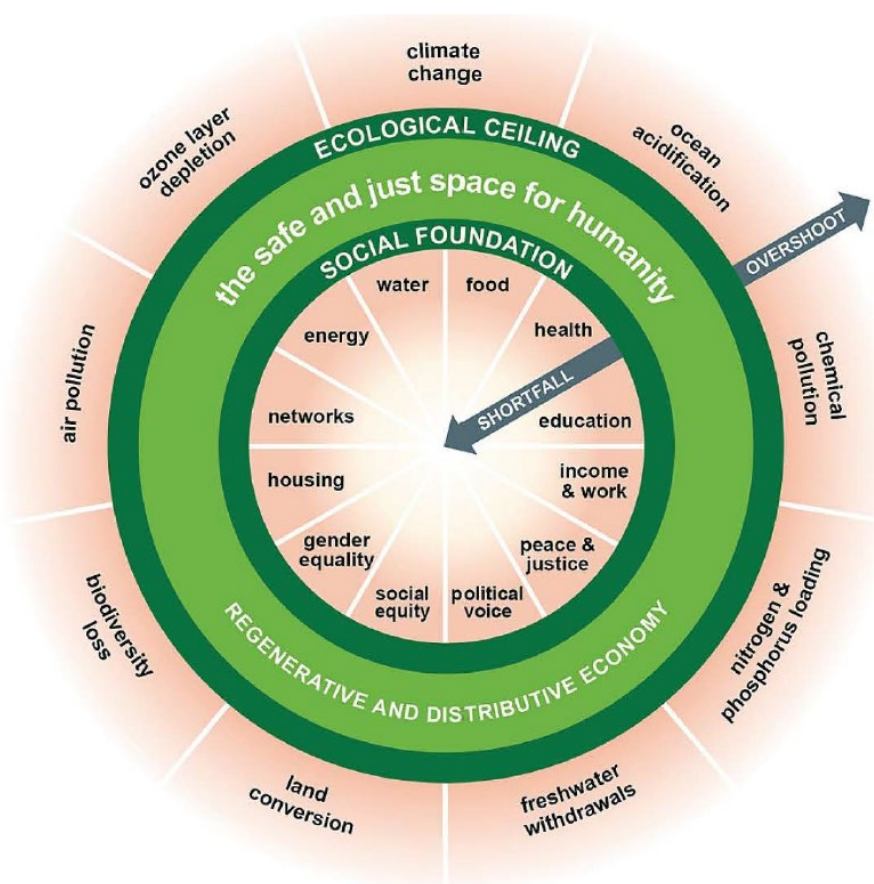 climate
change
ocean
acidification
chemical
pollution
nitrogen &
phosphorus loading
freshwater
withdrawals
land
conversion
biodiversity
loss
air pollution
ozone layer
depletion
ECOLOGICAL CEILING
the safe and just space for humanity
SOCIAL FOUNDATION
OVERSHOOT
SHORTFALL
water
food
health
education
income
& work
peace &
justice
political
voice
social
equity
gender
equality
housing
networks
energy
REGENERATIVE AND DISTRIBUTIVE ECONOMY